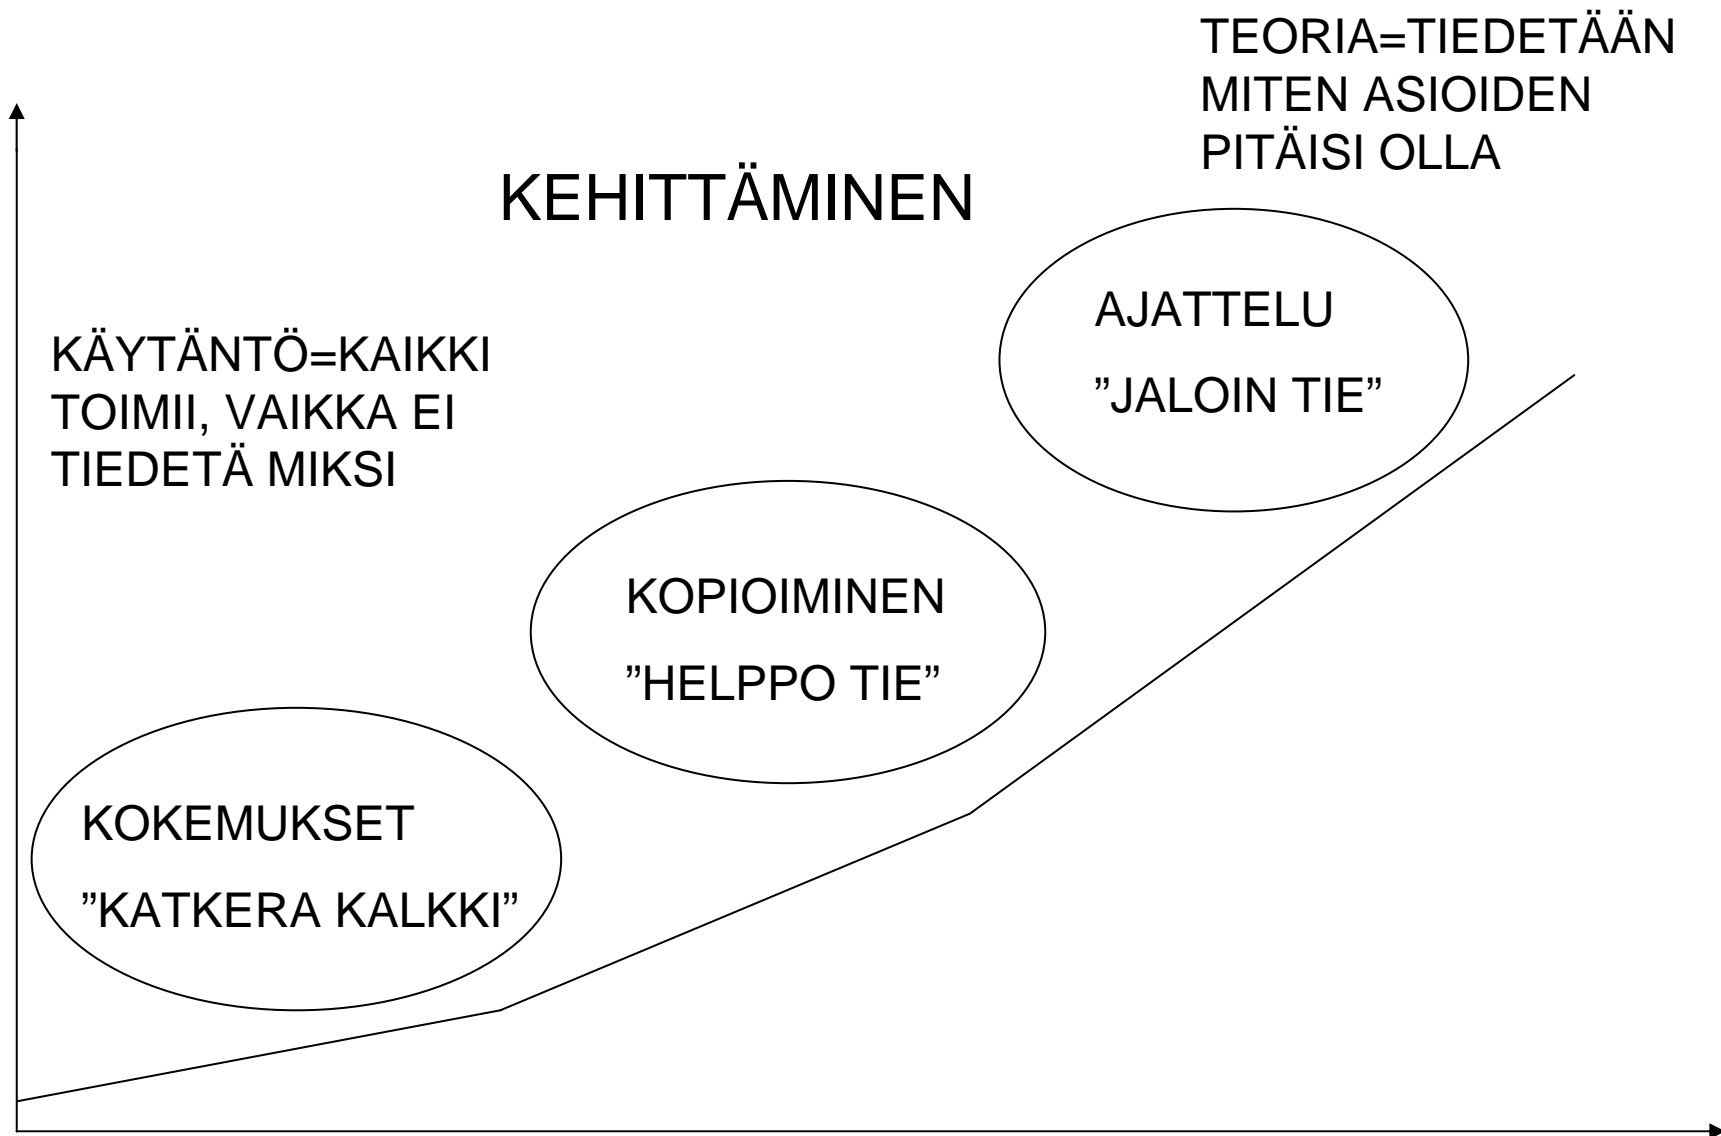 TEORIA=TIEDETÄÄN
MITEN ASIOIDEN
PITÄISI OLLA
KEHITTÄMINEN
KÄYTÄNTÖ=KAIKKI
TOIMII, VAIKKA EI
TIEDETÄ MIKSI
AJATTELU
”JALOIN TIE”
KOPIOIMINEN
”HELPPO TIE”
KOKEMUKSET
”KATKERA KALKKI”